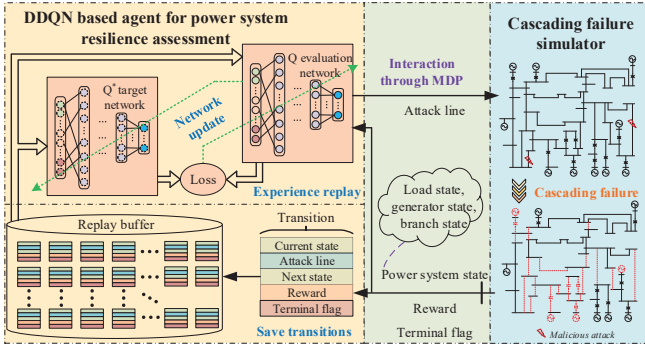 DDQN based agent for power system
resilience assessment
Q* target
network
Q evaluation
network
Network
update
Loss
Experience replay
Replay buffer
Transition
Current state
Attack line
Next state
Reward
Terminal flag
Save transitions
Interaction
through MDP
Attack line
Load state,
generator state,
branch state
Power system state
Reward
Terminal flag
Cascading failure
simulator
Cascading failure
Malicious attack